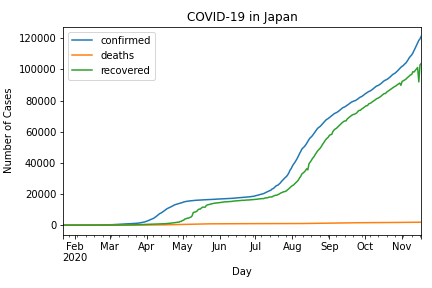 COVID-19 in Japan
confirmed
deaths
recovered
Number of Cases
120000
100000
80000
60000
40000
20000
0
Feb Mar Apr May Jun Jul Aug Sep Oct Nov
2020
Day